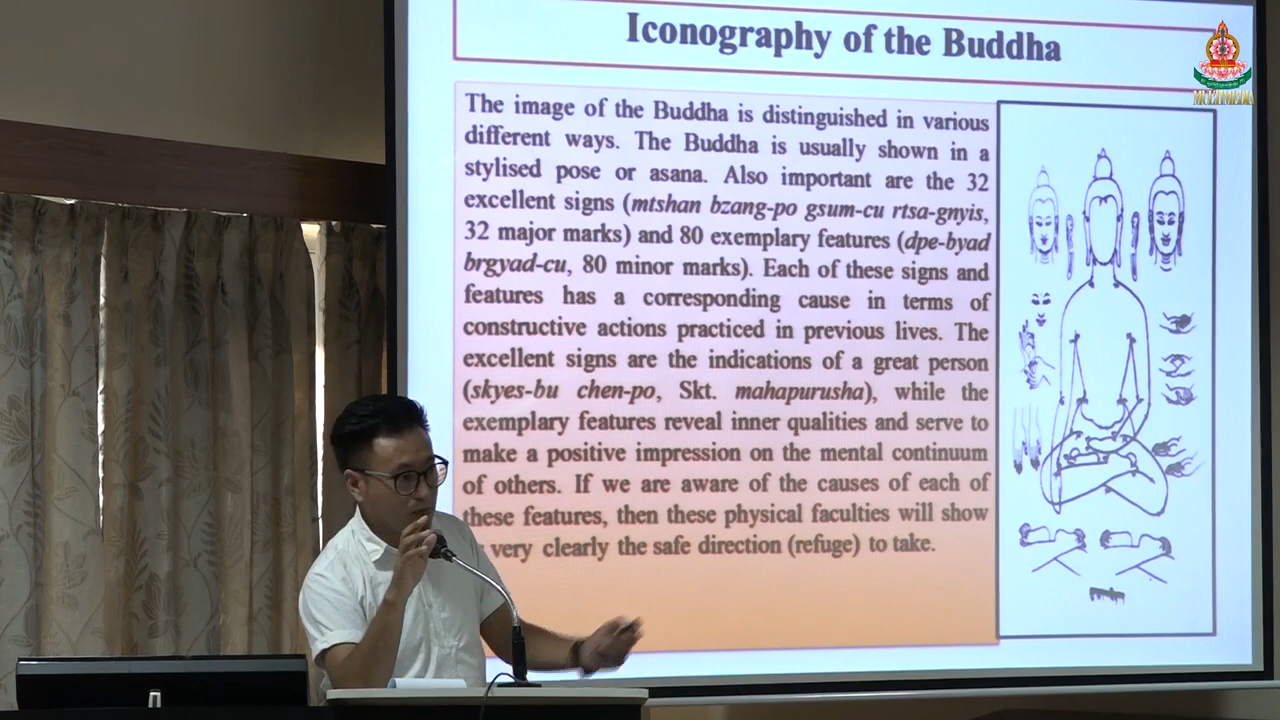 Iconography of the Buddha
MULTIMEDIA
The image of the Buddha is distinguished in various
different ways. The Buddha is usually shown in a
stylised pose or asana. Also important are the 32
excellent signs (mtshan bzang-po gsum-cu rtsa-gnyis,
32 major marks) and 80 exemplary features (dpe-byad
brgyad-cu, 80 minor marks). Each of these signs and
features has a corresponding cause in terms of
constructive actions practiced in previous lives. The
excellent signs are the indications of a great person
(skyes-bu chen-po, Skt. mahapurusha), while the
exemplary features reveal inner qualities and serve to
make a positive impression on the mental continuum
of others. If we are aware of the causes of each of
these features, then these physical faculties will show
very clearly the safe direction (refuge) to take.